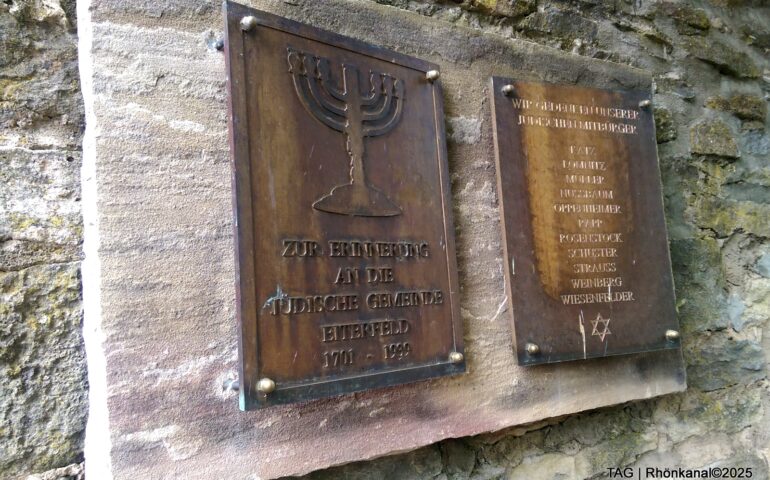 ZUR ERINNERUNG
AN DIE
JÜDISCHE GEMEINDE
EITERFELD
1701 - 1939
WIR GEDENKEN UNSERER
JÜDISCHEN MITBÜRGER
KATZ
LOMNITZ
MÜLLER
NUSSBAUM
OPPENHEIMER
PAPP
ROSENSTOCK
SCHUSTER
STRAUSS
WEINBERG
WIESENFELDER
TAG | Rhönkanal©2025